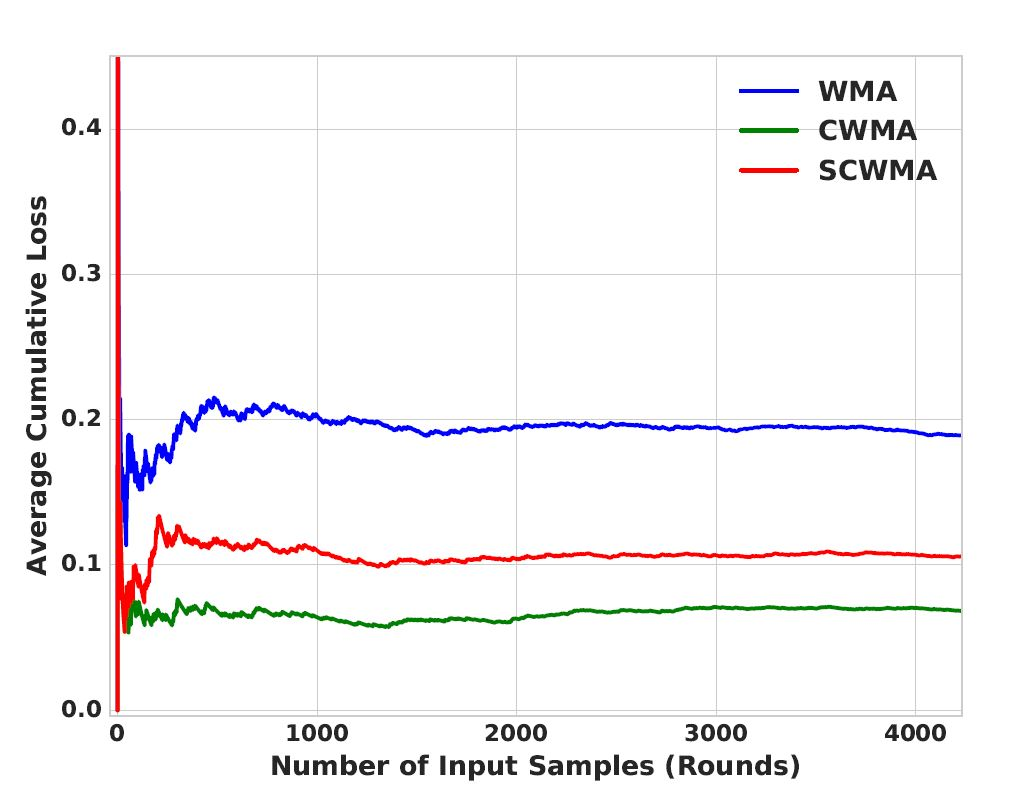 WMA
CWMA
SCWMA
Average Cumulative Loss
0.4
0.3
0.2
0.1
0.0
0 1000 2000 3000 4000
Number of Input Samples (Rounds)